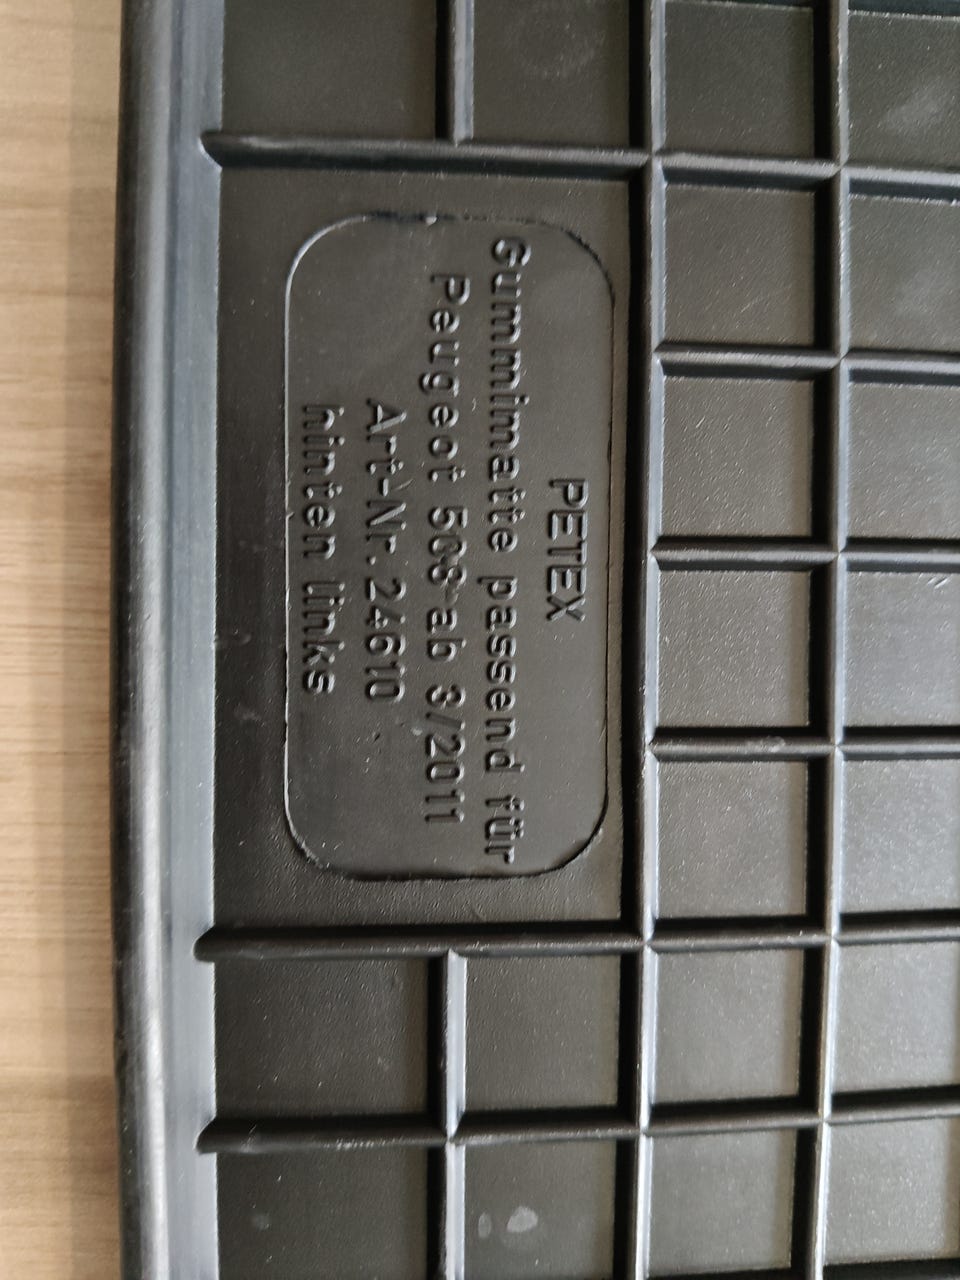 PETEX
Gummimatte passend für
Peugeot 508 ab 3/2011
Art-Nr. 24610
hinten links